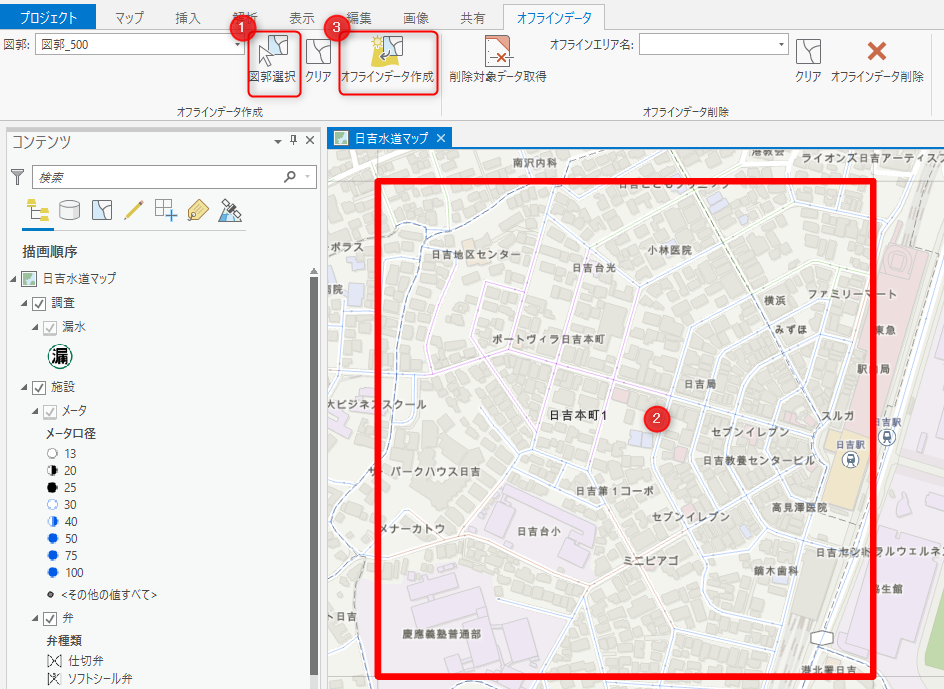 プロジェクト マップ 挿入 解析 表示 編集 画像 共有 オフラインデータ
1 3
図郭: 図郭_500
図郭選択 クリア オフラインデータ作成 削除対象データ取得
オフラインエリア名:
クリア オフラインデータ削除
オフラインデータ作成 オフラインデータ削除
コンテンツ
検索
描画順序
日吉水道マップ
調査
漏水
漏
施設
メータ
メータ口径
13
20
25
30
40
50
75
100
<その他の値すべて>
弁
弁種類
仕切弁
ソフトシール弁
日吉水道マップ
南沢内科
ライオンズ日吉アーティス
日吉地区センター
小林医院
日吉台光
横浜
ファミリーマート
みずほ
東急
ポートヴィラ日吉本町
日吉局
大ビジネススクール
日吉本町1
2
スルガ
日吉駅
セブンイレブン
日吉駅
パークハウス日吉
日吉教養センタービル
日吉第1コーポ
高見澤医院
メナーカトウ
日吉台小
セブンイレブン
ミニピアゴ
鏑木歯科
日吉
慶應義塾普通部
港北署日吉